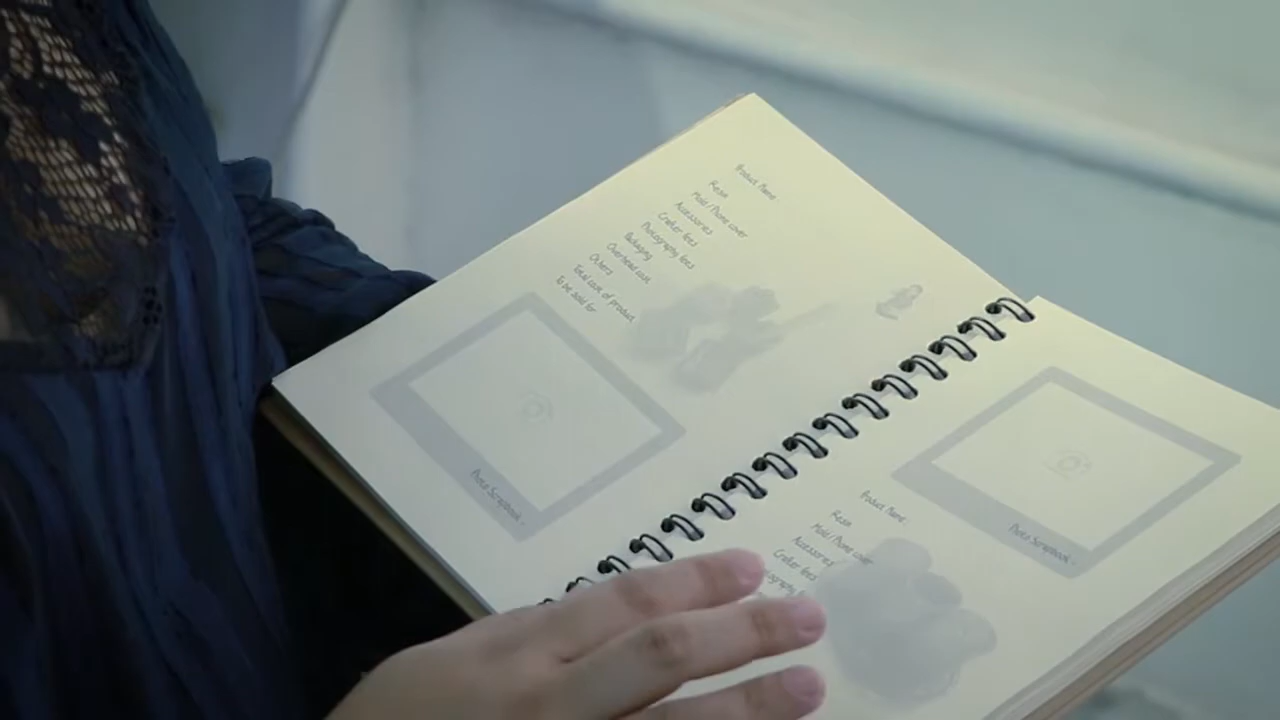 Product Name
Resin
Mold / Phone cover
Accessories
Crafter fees
Photography fees
Packaging
Overhead cost
Others
Total cost of product
To be sold for
Photo Scrapbook
Product Name
Resin
Mold / Phone cover
Accessories
Crafter fees
Photo Scrapbook